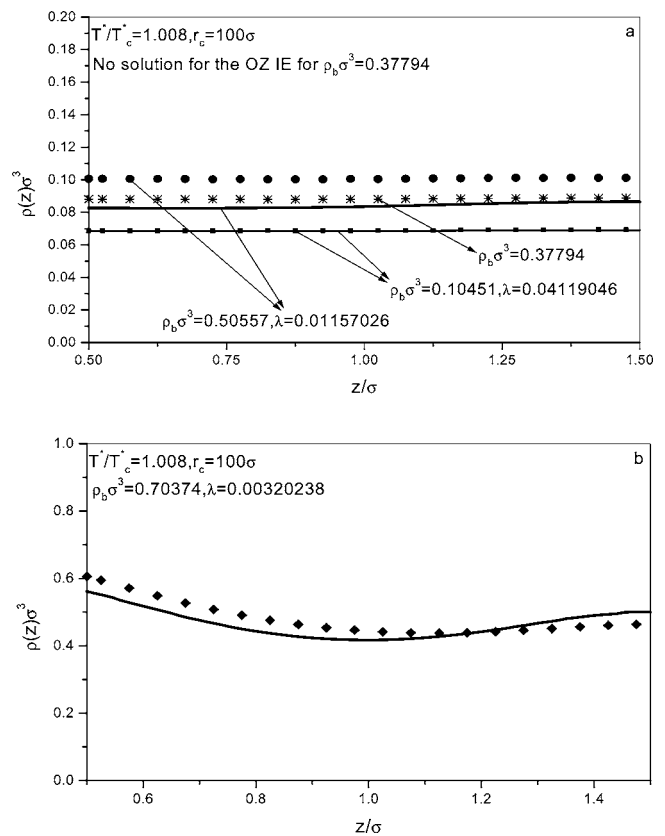 T*/T*c=1.008,rc=100σ
a
No solution for the OZ IE for ρbσ3=0.37794
0.20
0.18
0.16
0.14
0.12
0.10
0.08
0.06
0.04
0.02
0.00
ρ(z)σ3
ρbσ3=0.37794
ρbσ3=0.10451,λ=0.04119046
ρbσ3=0.50557,λ=0.01157026
0.50 0.75 1.00 1.25 1.50
z/σ
T*/T*c=1.008,rc=100σ
b
ρbσ3=0.70374,λ=0.00320238
1.0
0.8
0.6
0.4
0.2
0.0
ρ(z)σ3
0.6 0.8 1.0 1.2 1.4
z/σ